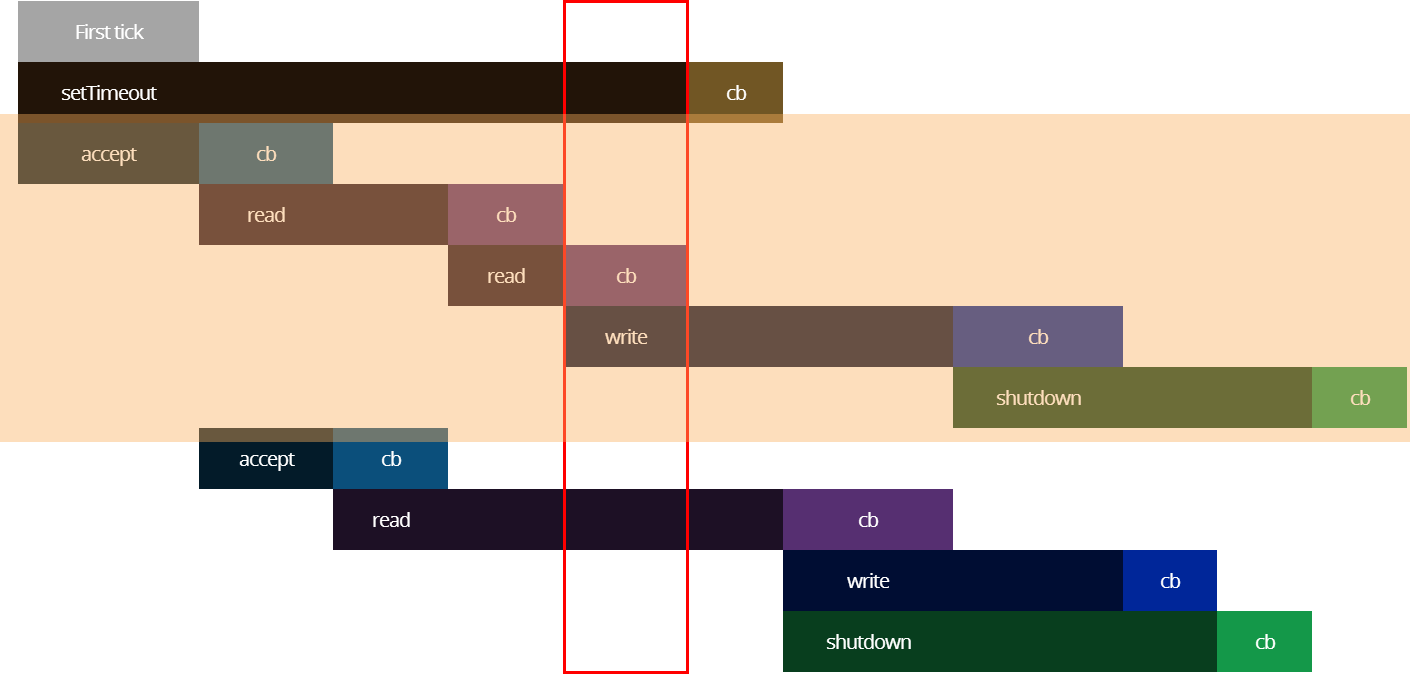 First tick
setTimeout cb
accept cb
read cb
read cb
write cb
shutdown cb
accept cb
read cb
write cb
shutdown cb